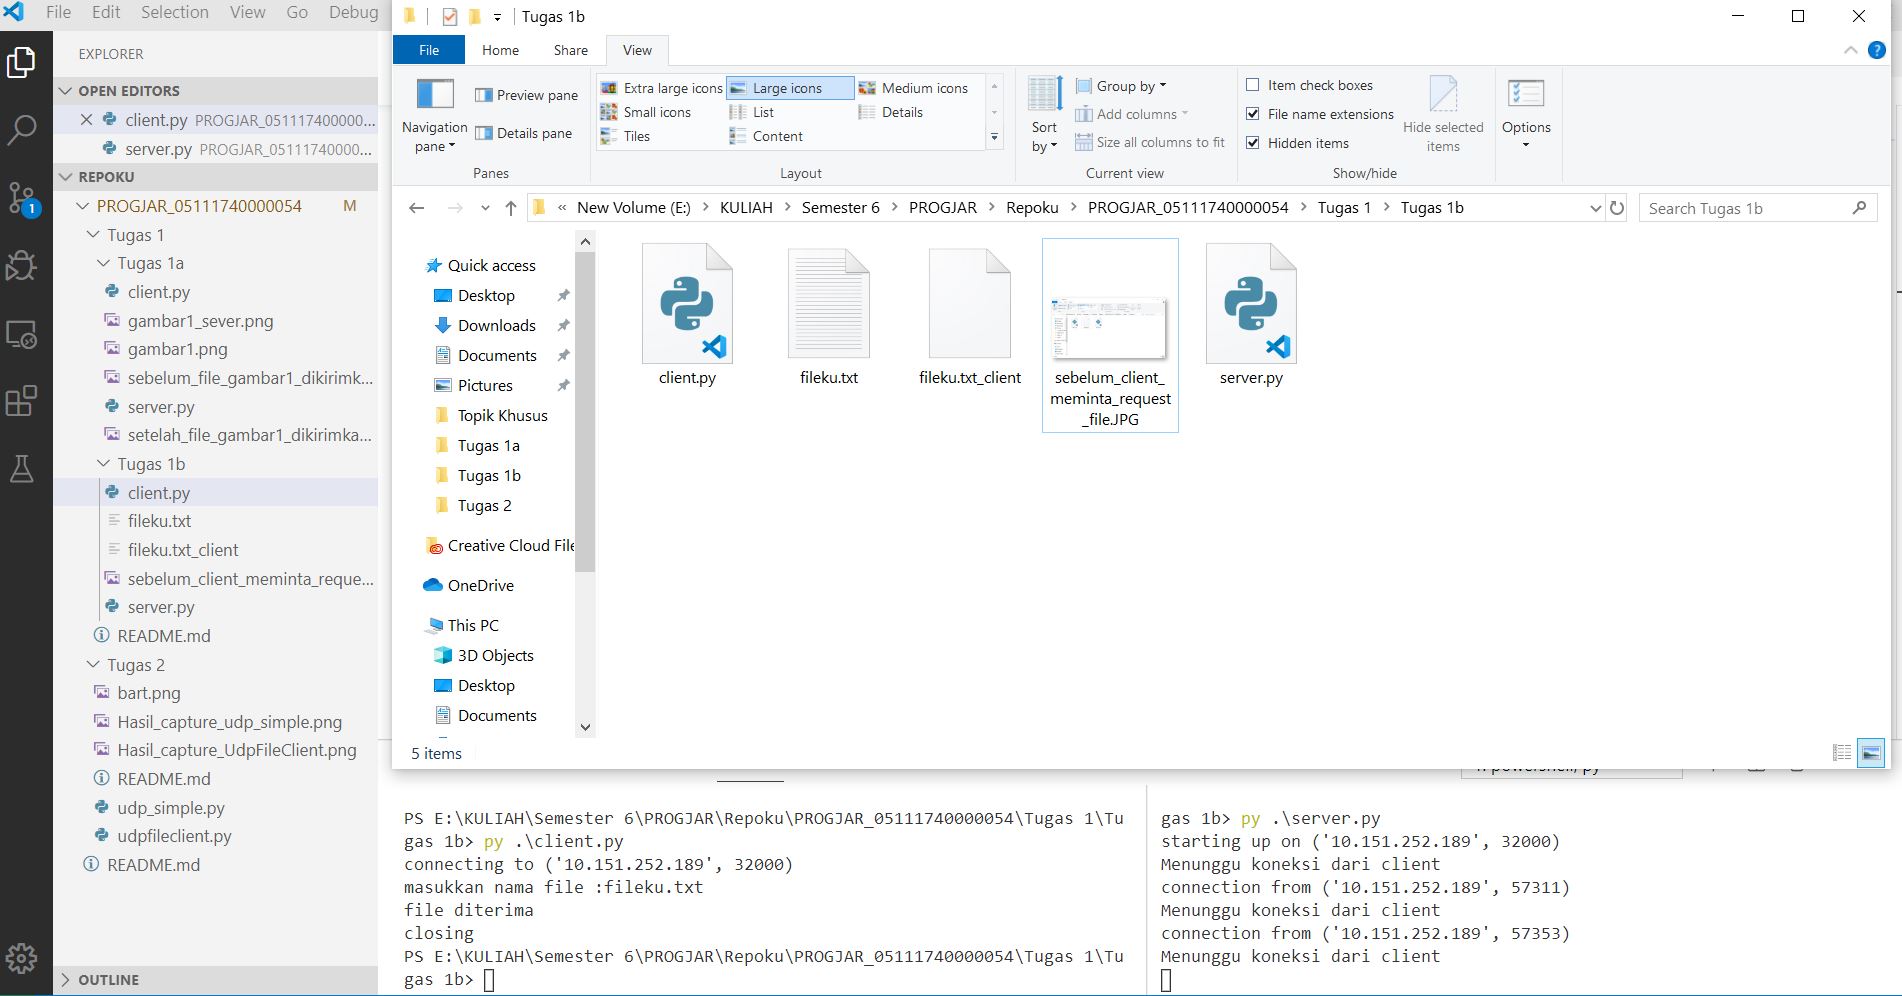 File Edit Selection View Go Debug
EXPLORER
OPEN EDITORS
client.py PROGJAR_051117400000...
server.py PROGJAR_05111740000...
REPOKU
PROGJAR_05111740000054 M
Tugas 1
Tugas 1a
client.py
gambar1_sever.png
gambar1.png
sebelum_file_gambar1_dikirimk...
server.py
setelah_file_gambar1_dikirimka...
Tugas 1b
client.py
fileku.txt
fileku.txt_client
sebelum_client_meminta_reque...
server.py
README.md
Tugas 2
bart.png
Hasil_capture_udp_simple.png
Hasil_capture_UdpFileClient.png
README.md
udp_simple.py
udpfileclient.py
README.md
OUTLINE
1
Tugas 1b
File Home Share View
Navigation pane
Preview pane
Details pane
Panes
Extra large icons Large icons Medium icons
Small icons List Details
Tiles Content
Layout
Sort by
Group by
Add columns
Size all columns to fit
Current view
Item check boxes
File name extensions
Hidden items
Hide selected items
Show/hide
Options
« New Volume (E:) > KULIAH > Semester 6 > PROGJAR > Repoku > PROGJAR_05111740000054 > Tugas 1 > Tugas 1b
Search Tugas 1b
Quick access
Desktop
Downloads
Documents
Pictures
Topik Khusus
Tugas 1a
Tugas 1b
Tugas 2
Creative Cloud File
OneDrive
This PC
3D Objects
Desktop
Documents
client.py
fileku.txt
fileku.txt_client
sebelum_client_
meminta_request
_file.JPG
server.py
5 items
PS E:\KULIAH\Semester 6\PROGJAR\Repoku\PROGJAR_05111740000054\Tugas 1\Tu
gas 1b> py .\client.py
connecting to ('10.151.252.189', 32000)
masukkan nama file :fileku.txt
file diterima
closing
PS E:\KULIAH\Semester 6\PROGJAR\Repoku\PROGJAR_05111740000054\Tugas 1\Tu
gas 1b>
gas 1b> py .\server.py
starting up on ('10.151.252.189', 32000)
Menunggu koneksi dari client
connection from ('10.151.252.189', 57311)
Menunggu koneksi dari client
connection from ('10.151.252.189', 57353)
Menunggu koneksi dari client